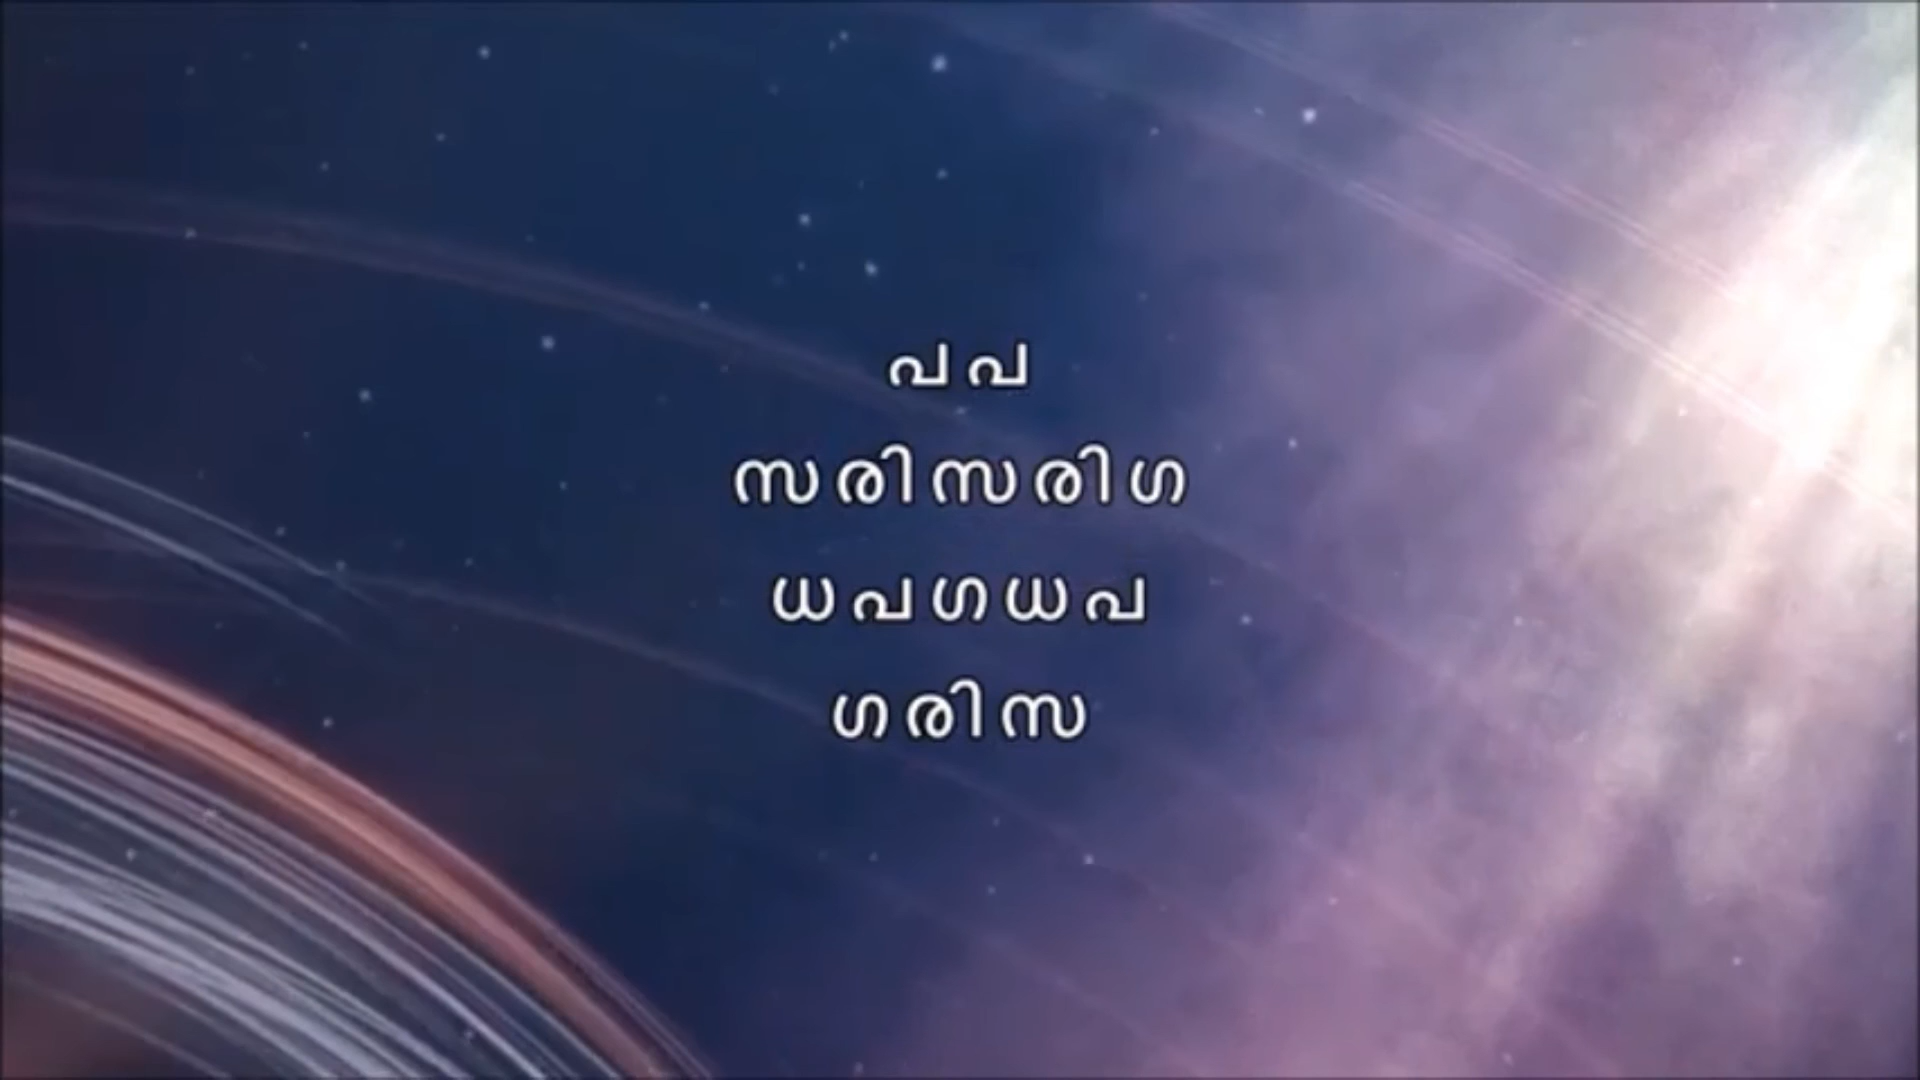 പ പ
സ രി സ രി ഗ
ധ പ ഗ ധ പ
ഗ രി സ